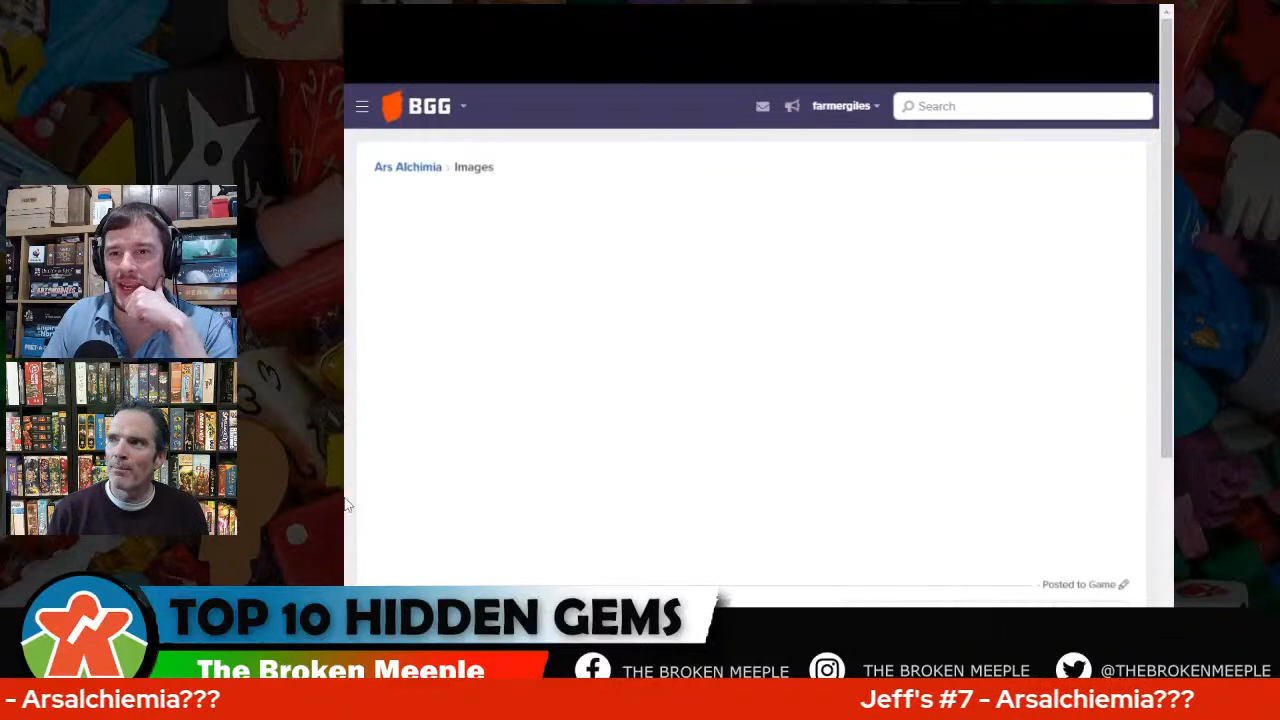 BGG
farmergiles
Search
Ars Alchimia
Images
Posted to Game
TOP 10 HIDDEN GEMS
The Broken Meeple
THE BROKEN MEEPLE
THE BROKEN MEEPLE
@THEBROKENMEEPLE
- Arsalchiemia???
Jeff's #7 - Arsalchiemia???